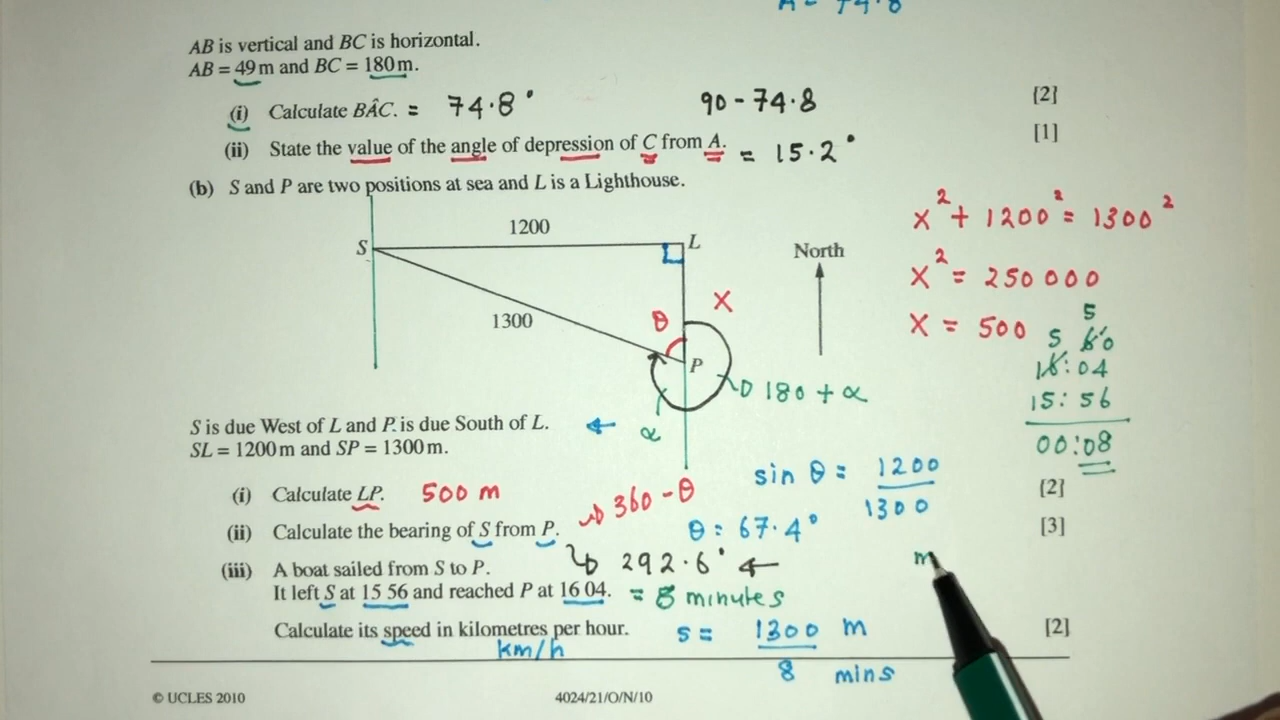 A = 74.8
AB is vertical and BC is horizontal.
AB = 49 m and BC = 180 m.
(i) Calculate BÂC. = 74.8° 90 - 74.8 [2]
(ii) State the value of the angle of depression of C from A. = 15.2° [1]
(b) S and P are two positions at sea and L is a Lighthouse.
x² + 1200² = 1300²
1200
S
L
North
x² = 250 000
x
θ
1300
x = 500
P
180 + α
α
5 5
16:04 60
15:56
00:08
S is due West of L and P is due South of L.
SL = 1200 m and SP = 1300 m.
sin θ = 1200
1300
(i) Calculate LP. 500 m [2]
360 - θ
(ii) Calculate the bearing of S from P. θ = 67.4° [3]
292.6°
(iii) A boat sailed from S to P. m
It left S at 15 56 and reached P at 16 04. = 8 minutes
Calculate its speed in kilometres per hour. s = 1300 m [2]
km/h
8 mins
© UCLES 2010 4024/21/O/N/10